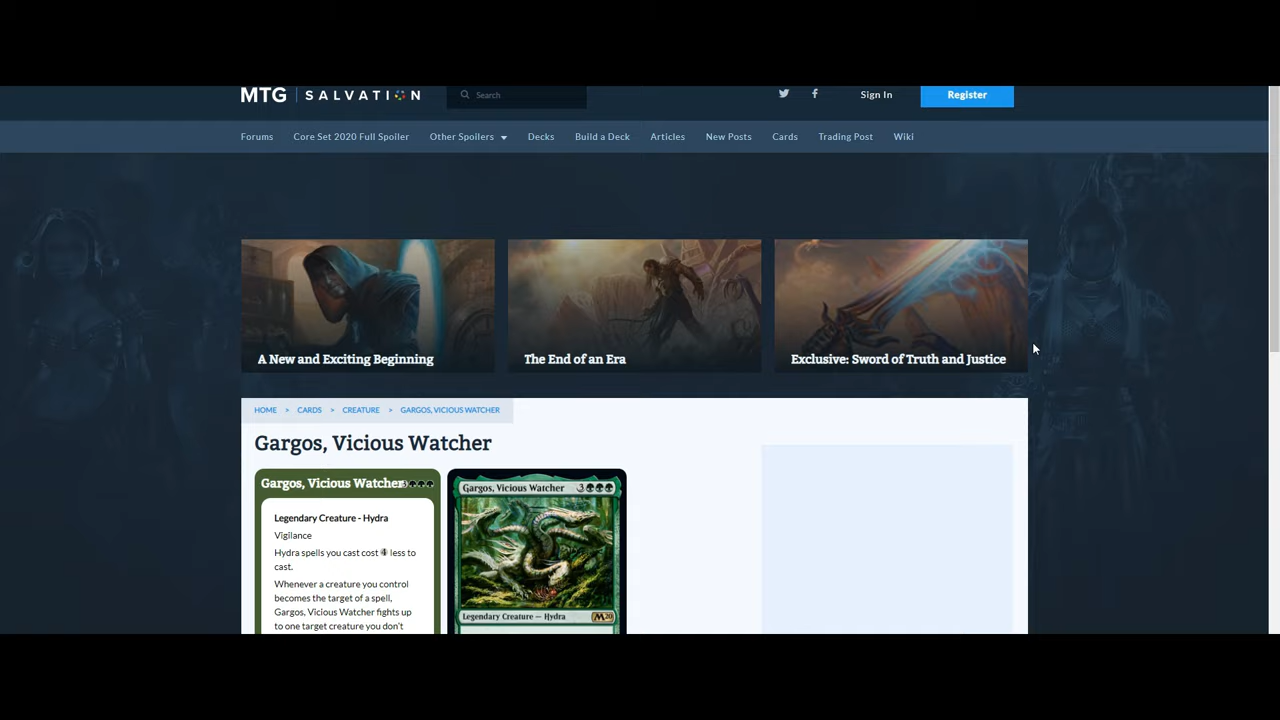 MTG SALVATION
Search
Sign In
Register
Forums
Core Set 2020 Full Spoiler
Other Spoilers
Decks
Build a Deck
Articles
New Posts
Cards
Trading Post
Wiki
A New and Exciting Beginning
The End of an Era
Exclusive: Sword of Truth and Justice
HOME > CARDS > CREATURE > GARGOS, VICIOUS WATCHER
Gargos, Vicious Watcher
Gargos, Vicious Watcher
Legendary Creature - Hydra
Vigilance
Hydra spells you cast cost 4 less to
cast.
Whenever a creature you control
becomes the target of a spell,
Gargos, Vicious Watcher fights up
to one target creature you don't
Gargos, Vicious Watcher 3
Legendary Creature — Hydra
M20